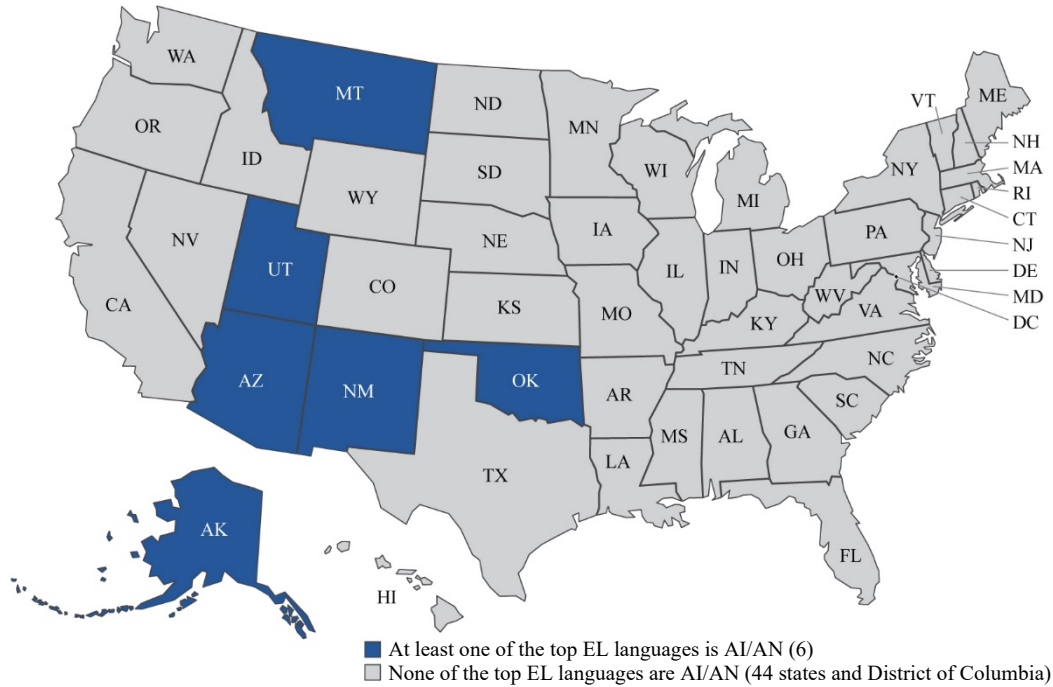 WA
MT
ND
MN
ME
VT
NH
OR
ID
SD
WI
NY
MA
WY
MI
RI
CT
NV
NE
IA
PA
NJ
UT
CO
IL
IN
OH
DE
CA
KS
MO
WV
VA
MD
KY
DC
AZ
NM
OK
AR
TN
NC
SC
MS
AL
GA
LA
TX
AK
FL
HI
At least one of the top EL languages is AI/AN (6)
None of the top EL languages are AI/AN (44 states and District of Columbia)